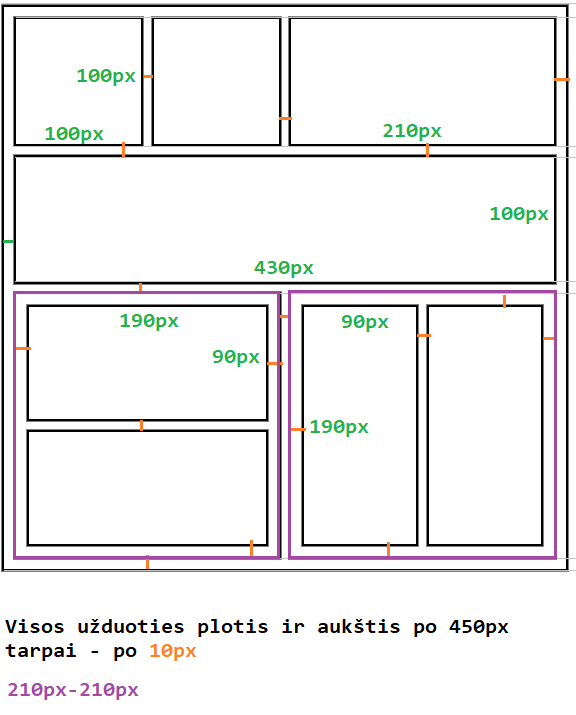 100px
100px
210px
100px
430px
190px
90px
90px
190px
Visos užduoties plotis ir aukštis po 450px
tarpai - po 10px
210px-210px